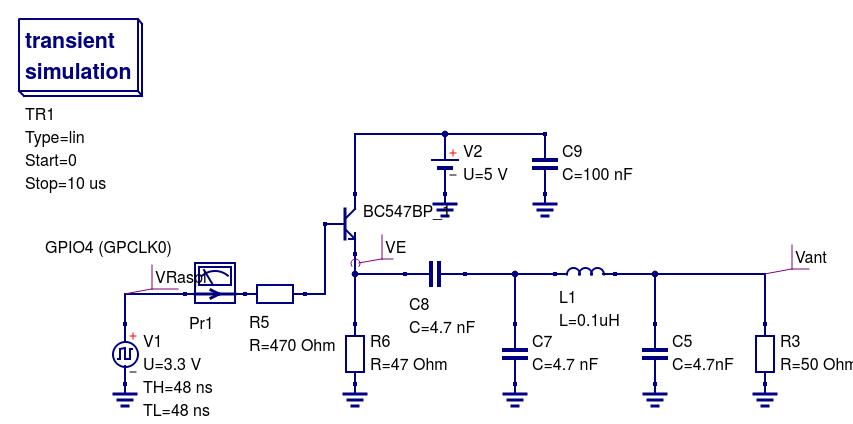 transient
simulation
TR1
Type=lin
Start=0
Stop=10 us
V2
U=5 V
C9
C=100 nF
BC547BP_1
GPIO4 (GPCLK0)
VRaspi
VE
Vant
Pr1
R5
R=470 Ohm
C8
C=4.7 nF
L1
L=0.1uH
V1
U=3.3 V
TH=48 ns
TL=48 ns
R6
R=47 Ohm
C7
C=4.7 nF
C5
C=4.7nF
R3
R=50 Ohm